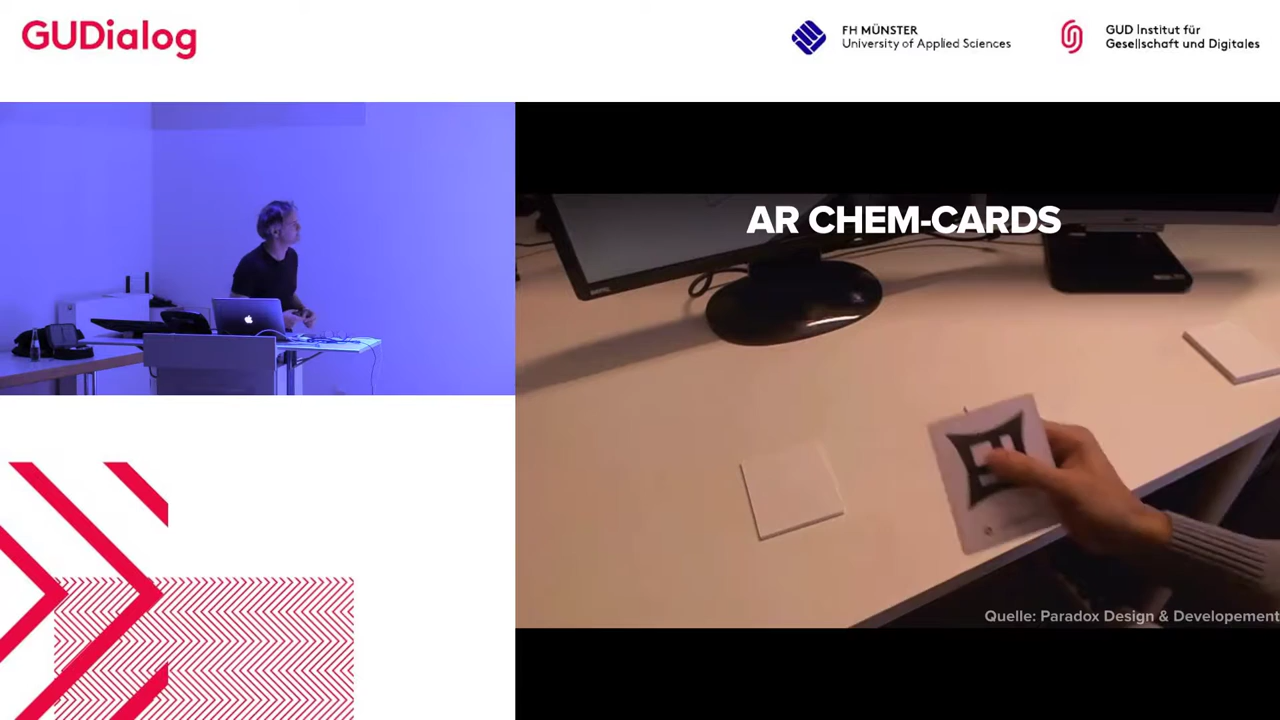 GUDialog
FH MÜNSTER
University of Applied Sciences
GUD Institut für
Gesellschaft und Digitales
AR CHEM-CARDS
Quelle: Paradox Design & Developement